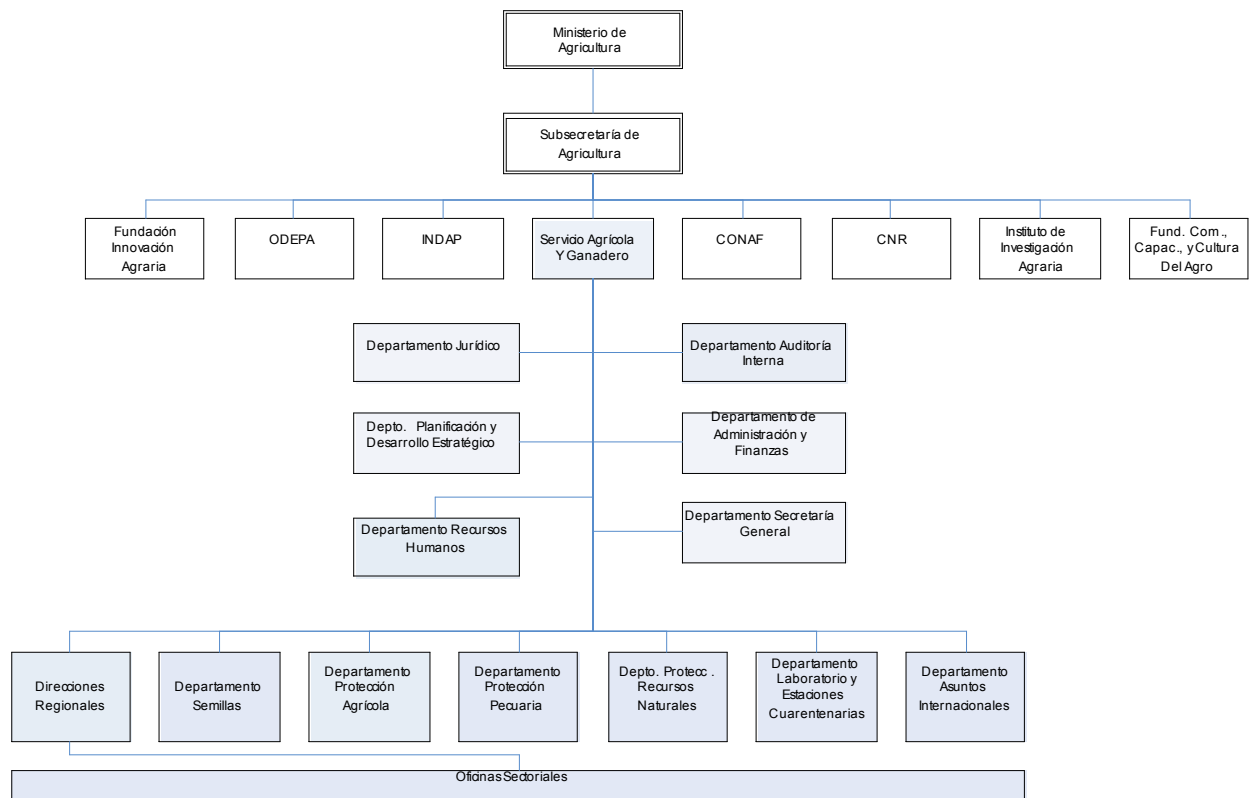 Ministerio de
Agricultura
Subsecretaría de
Agricultura
Fundación
Innovación
Agraria
ODEPA
INDAP
Servicio Agrícola
Y Ganadero
CONAF
CNR
Instituto de
Investigación
Agraria
Fund. Com.,
Capac., y Cultura
Del Agro
Departamento Jurídico
Departamento Auditoría
Interna
Depto. Planificación y
Desarrollo Estratégico
Departamento de
Administración y
Finanzas
Departamento Recursos
Humanos
Departamento Secretaría
General
Direcciones
Regionales
Departamento
Semillas
Departamento
Protección
Agrícola
Departamento
Protección
Pecuaria
Depto. Protecc .
Recursos
Naturales
Departamento
Laboratorio y
Estaciones
Cuarentenarias
Departamento
Asuntos
Internacionales
Oficinas Sectoriales